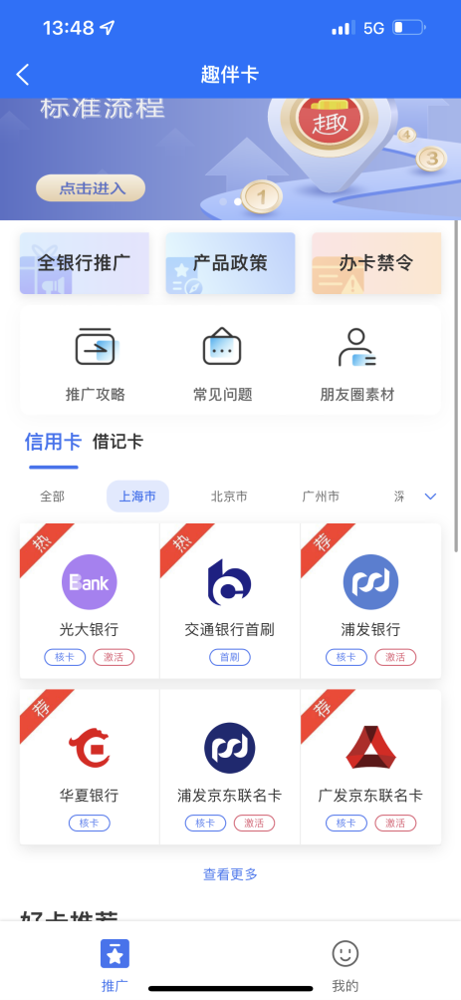 13:48
5G
趣伴卡
标准流程
点击进入
趣
1
4
3
全银行推广
产品政策
办卡禁令
推广攻略
常见问题
朋友圈素材
信用卡 借记卡
全部 上海市 北京市 广州市 深
热
热
荐
Bank
光大银行
交通银行首刷
浦发银行
核卡 激活
首刷
核卡 激活
荐
荐
华夏银行
浦发京东联名卡
广发京东联名卡
核卡
核卡 激活
核卡 激活
查看更多
好卡推荐
推广
我的